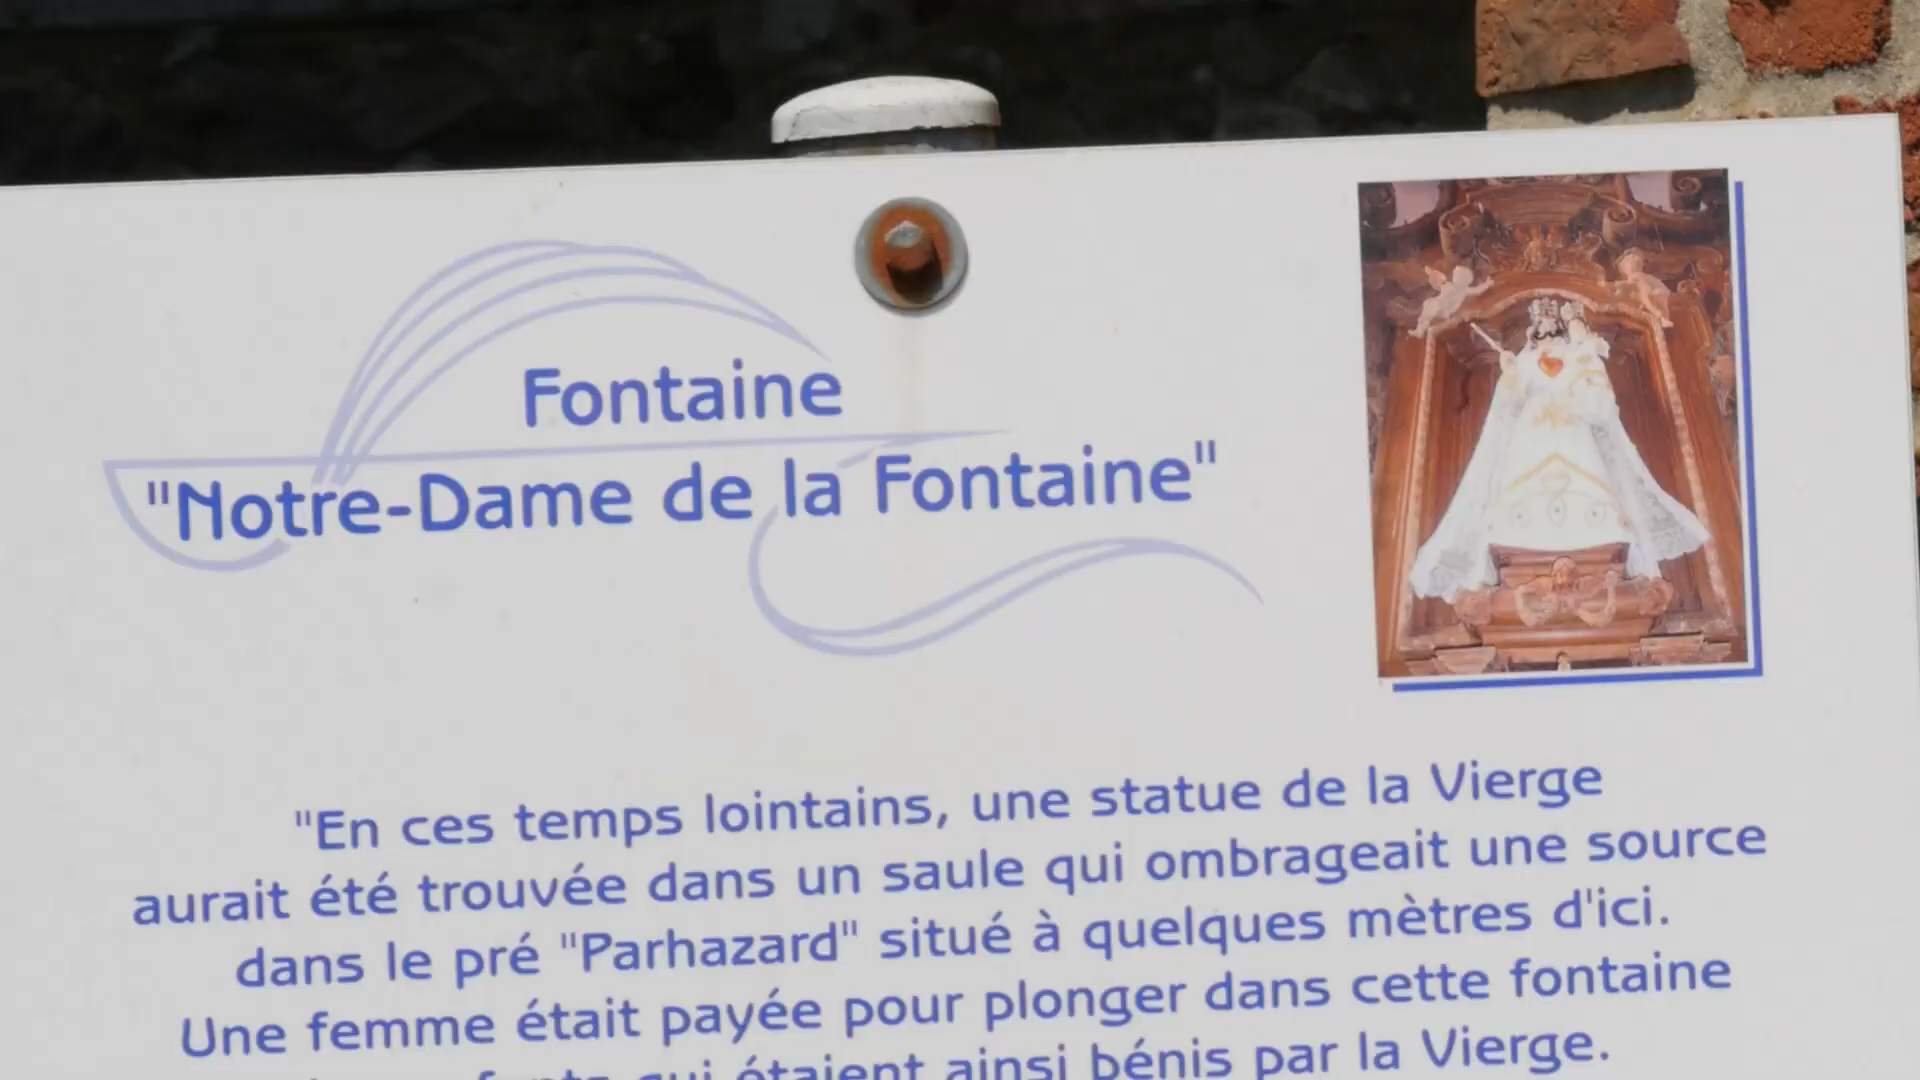 Fontaine
"Notre-Dame de la Fontaine"
"En ces temps lointains, une statue de la Vierge
aurait été trouvée dans un saule qui ombrageait une source
dans le pré "Parhazard" situé à quelques mètres d'ici.
Une femme était payée pour plonger dans cette fontaine
qui étaient ainsi bénis par la Vierge.